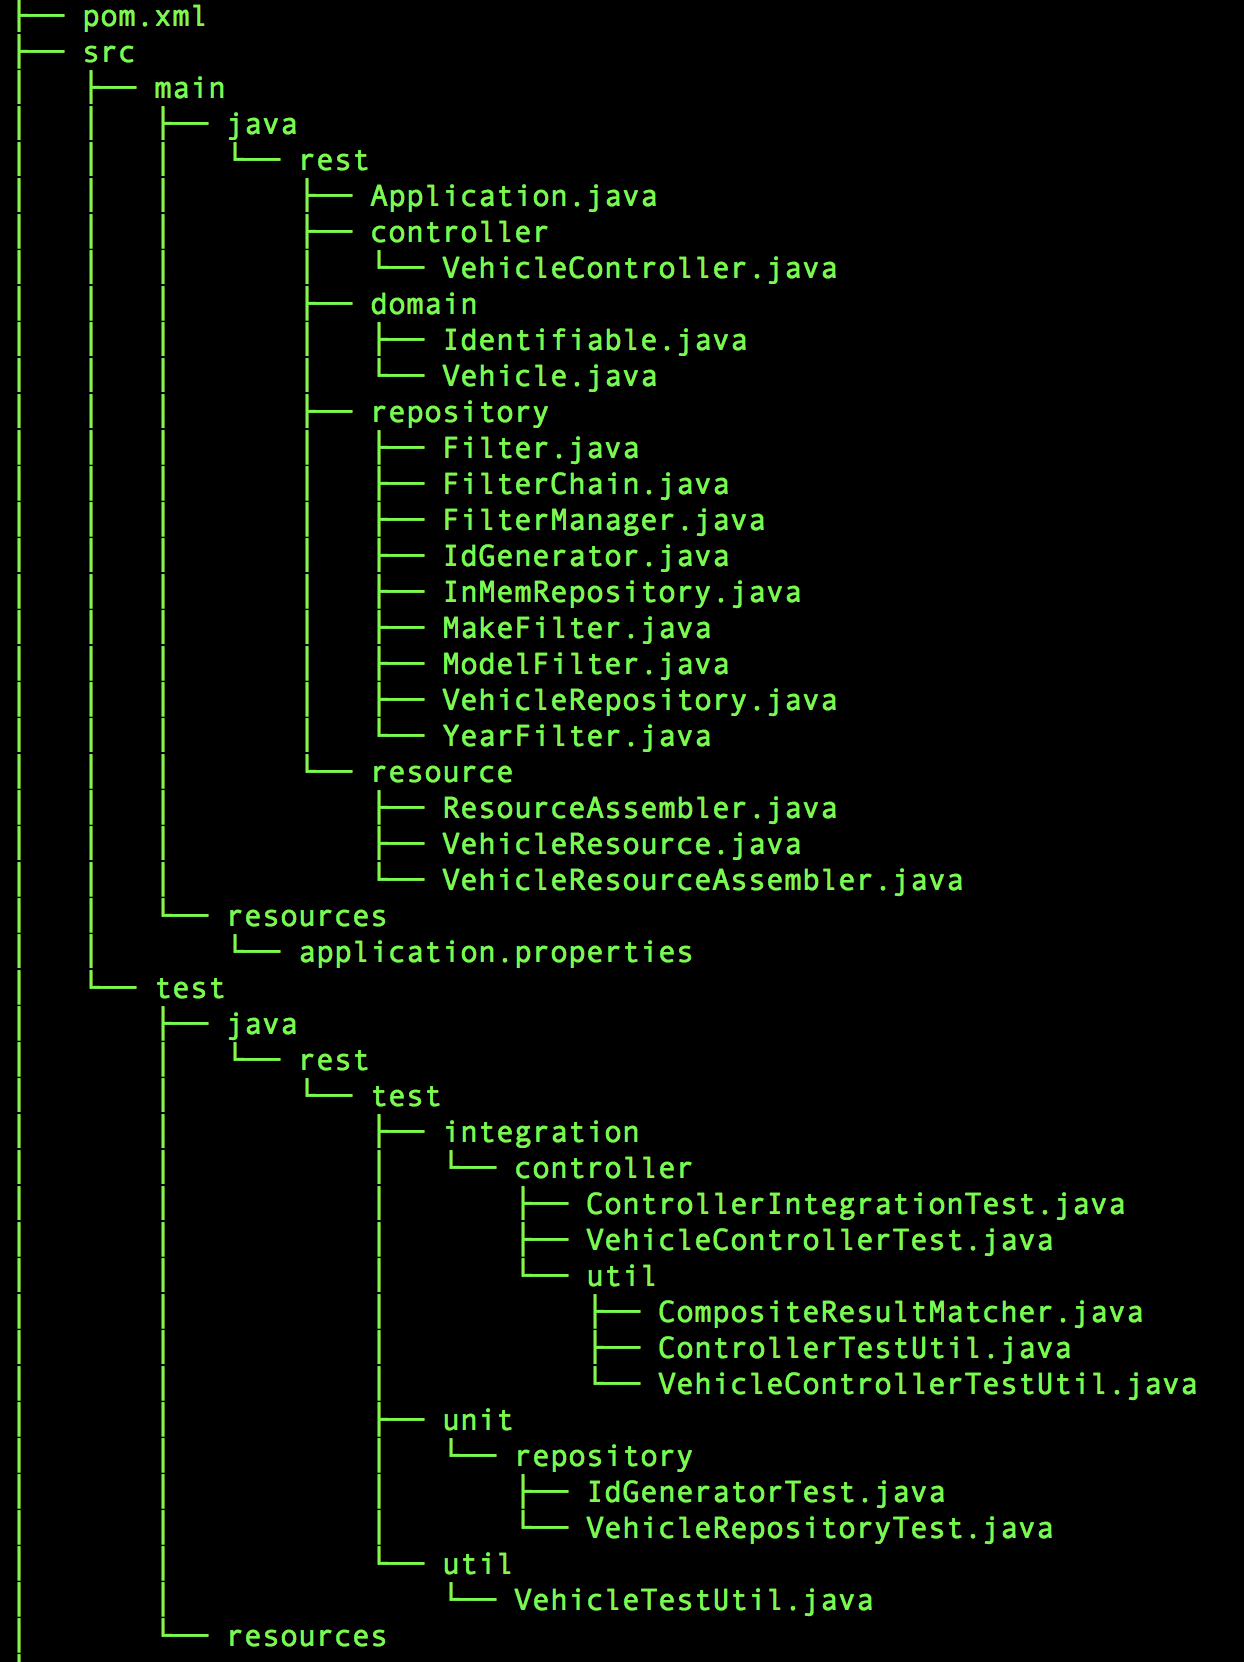 ├── pom.xml
├── src
│   ├── main
│   │   ├── java
│   │   │   └── rest
│   │   │       ├── Application.java
│   │   │       ├── controller
│   │   │       │   └── VehicleController.java
│   │   │       ├── domain
│   │   │       │   ├── Identifiable.java
│   │   │       │   └── Vehicle.java
│   │   │       ├── repository
│   │   │       │   ├── Filter.java
│   │   │       │   ├── FilterChain.java
│   │   │       │   ├── FilterManager.java
│   │   │       │   ├── IdGenerator.java
│   │   │       │   ├── InMemRepository.java
│   │   │       │   ├── MakeFilter.java
│   │   │       │   ├── ModelFilter.java
│   │   │       │   ├── VehicleRepository.java
│   │   │       │   └── YearFilter.java
│   │   │       └── resource
│   │   │           ├── ResourceAssembler.java
│   │   │           ├── VehicleResource.java
│   │   │           └── VehicleResourceAssembler.java
│   │   └── resources
│   │       └── application.properties
│   └── test
│       ├── java
│       │   └── rest
│       │       └── test
│       │           ├── integration
│       │           │   └── controller
│       │           │       ├── ControllerIntegrationTest.java
│       │           │       ├── VehicleControllerTest.java
│       │           │       └── util
│       │           │           ├── CompositeResultMatcher.java
│       │           │           ├── ControllerTestUtil.java
│       │           │           └── VehicleControllerTestUtil.java
│       │           ├── unit
│       │           │   └── repository
│       │           │       ├── IdGeneratorTest.java
│       │           │       └── VehicleRepositoryTest.java
│       │           └── util
│       │               └── VehicleTestUtil.java
│       └── resources